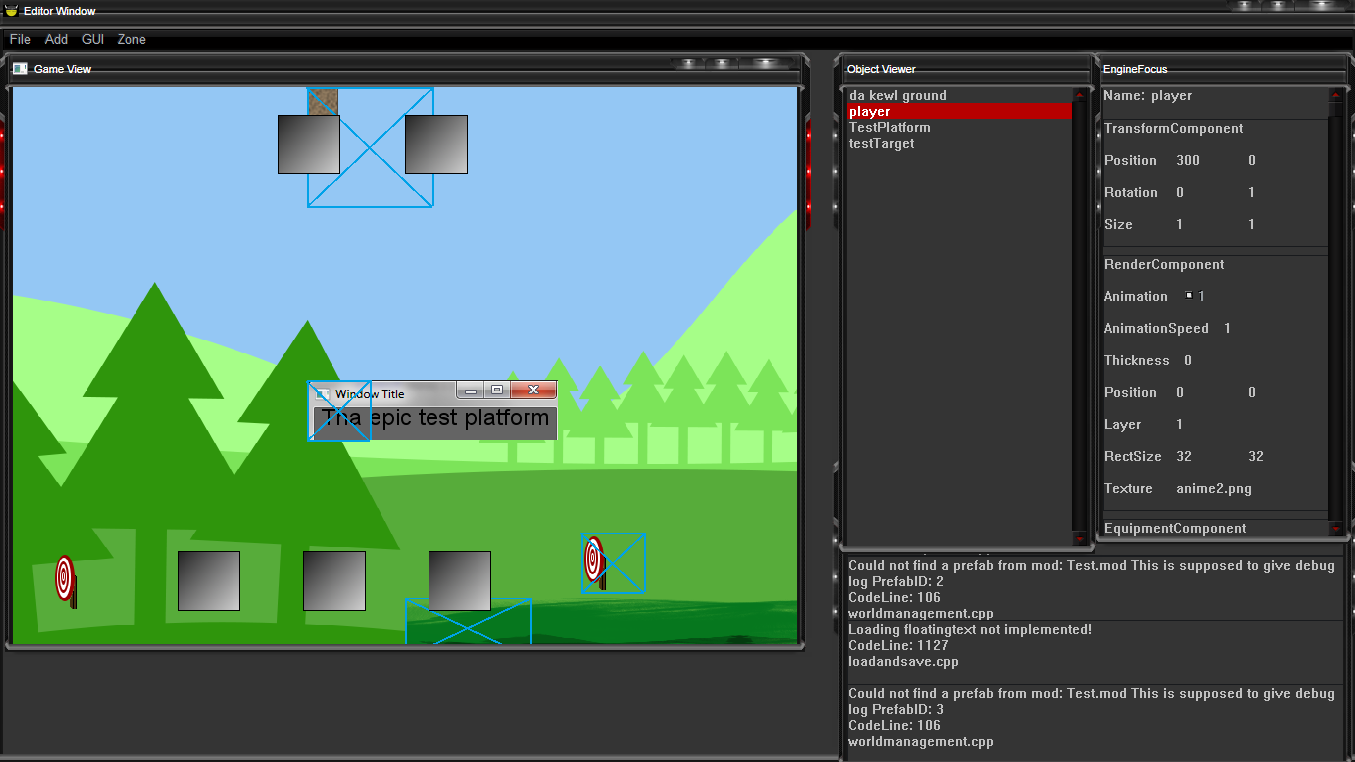 Editor Window
File Add GUI Zone
Game View
Window Title
Tha epic test platform
Object Viewer
da kewl ground
player
TestPlatform
testTarget
EngineFocus
Name: player
TransformComponent
Position 300 0
Rotation 0 1
Size 1 1
RenderComponent
Animation 1
AnimationSpeed 1
Thickness 0
Position 0 0
Layer 1
RectSize 32 32
Texture anime2.png
EquipmentComponent
Could not find a prefab from mod: Test.mod This is supposed to give debug
log PrefabID: 2
CodeLine: 106
worldmanagement.cpp
Loading floatingtext not implemented!
CodeLine: 1127
loadandsave.cpp
Could not find a prefab from mod: Test.mod This is supposed to give debug
log PrefabID: 3
CodeLine: 106
worldmanagement.cpp